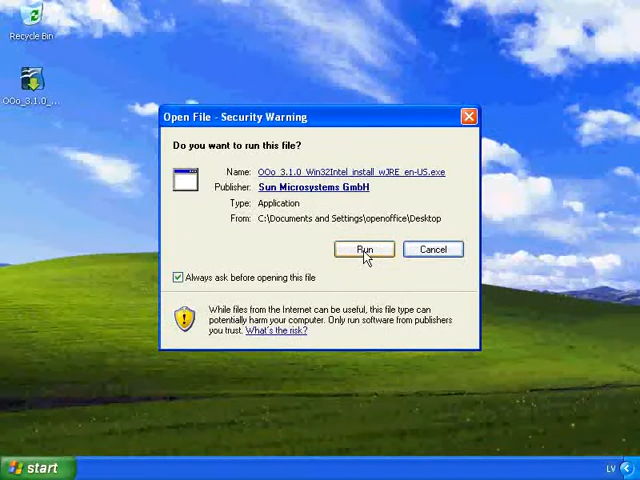 Recycle Bin
OOo_3.1.0_...
Open File - Security Warning
Do you want to run this file?
Name: OOo_3.1.0_Win32Intel_install_wJRE_en-US.exe
Publisher: Sun Microsystems GmbH
Type: Application
From: C:\Documents and Settings\openoffice\Desktop
Run Cancel
Always ask before opening this file
While files from the Internet can be useful, this file type can
potentially harm your computer. Only run software from publishers
you trust. What's the risk?
start LV